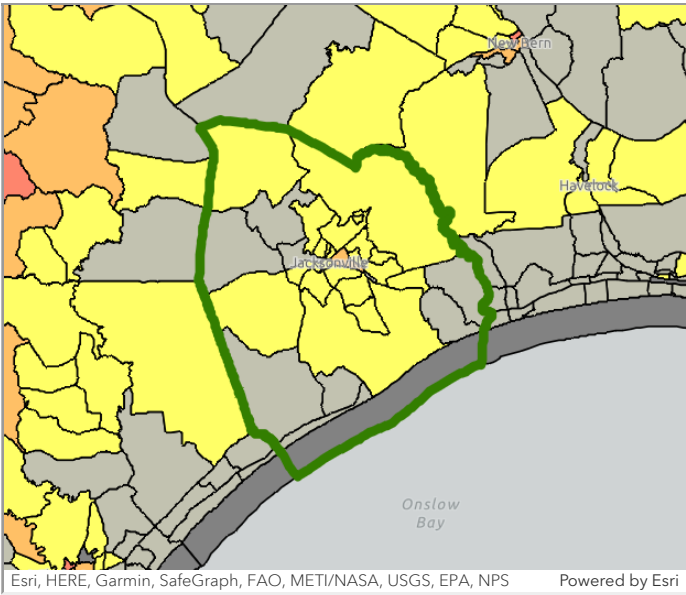 New Bern
Havelock
Jacksonville
Onslow
Bay
Esri, HERE, Garmin, SafeGraph, FAO, METI/NASA, USGS, EPA, NPS Powered by Esri